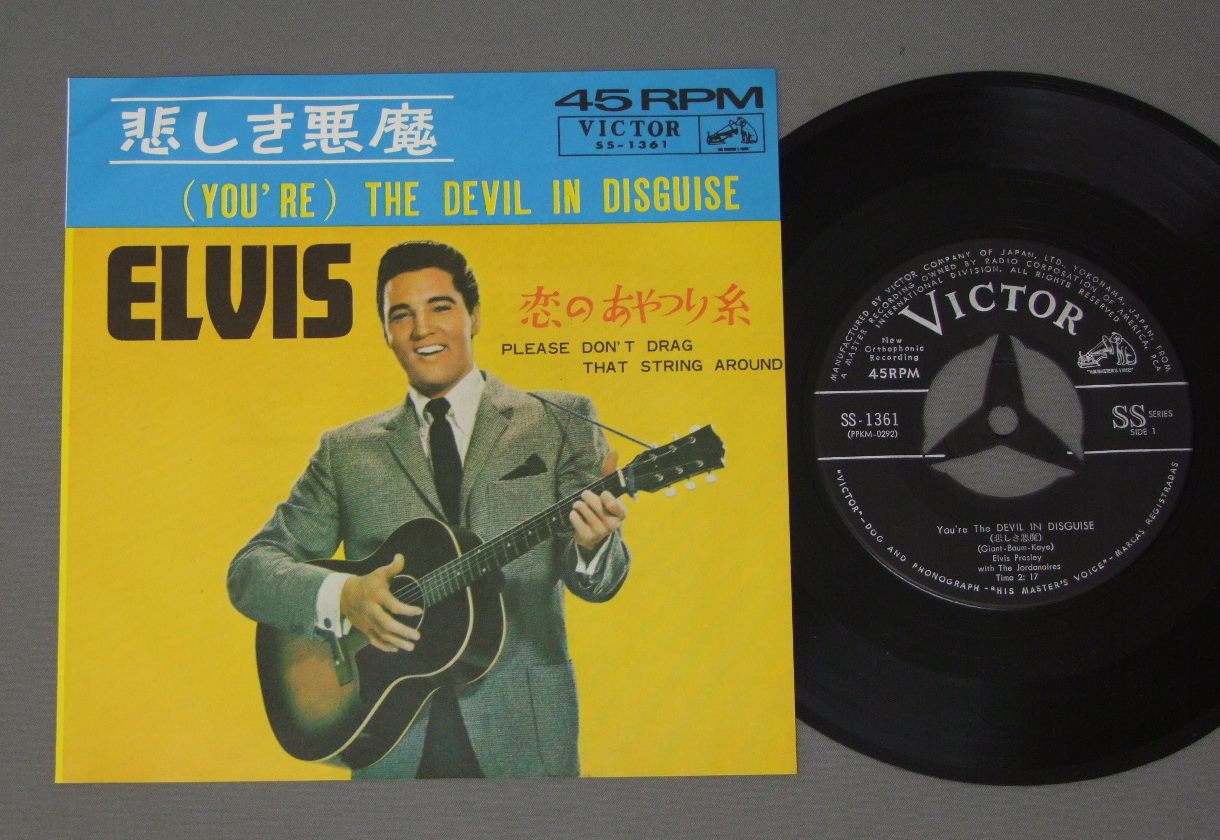 悲しき悪魔
45 RPM
VICTOR
SS-1361
(YOU'RE) THE DEVIL IN DISGUISE
ELVIS
恋のあやつり糸
PLEASE DON'T DRAG
THAT STRING AROUND
MANUFACTURED BY VICTOR COMPANY OF JAPAN, LTD., YOKOHAMA, JAPAN, FROM
A MASTER RECORDING OWNED BY RADIO CORPORATION OF AMERICA, RCA
INTERNATIONAL DIVISION. ALL RIGHTS RESERVED
VICTOR
New
Orthophonic
Recording
45RPM
"HIS MASTER'S VOICE"
SS-1361
(PPKM-0292)
SS SERIES
SIDE 1
You're The DEVIL IN DISGUISE
(悲しき悪魔)
(Giant-Baum-Kaye)
Elvis Presley
with The Jordanaires
Time 2: 17
"VICTOR"-DOG AND PHONOGRAPH-"HIS MASTER'S VOICE"-MARCAS REGISTRADAS